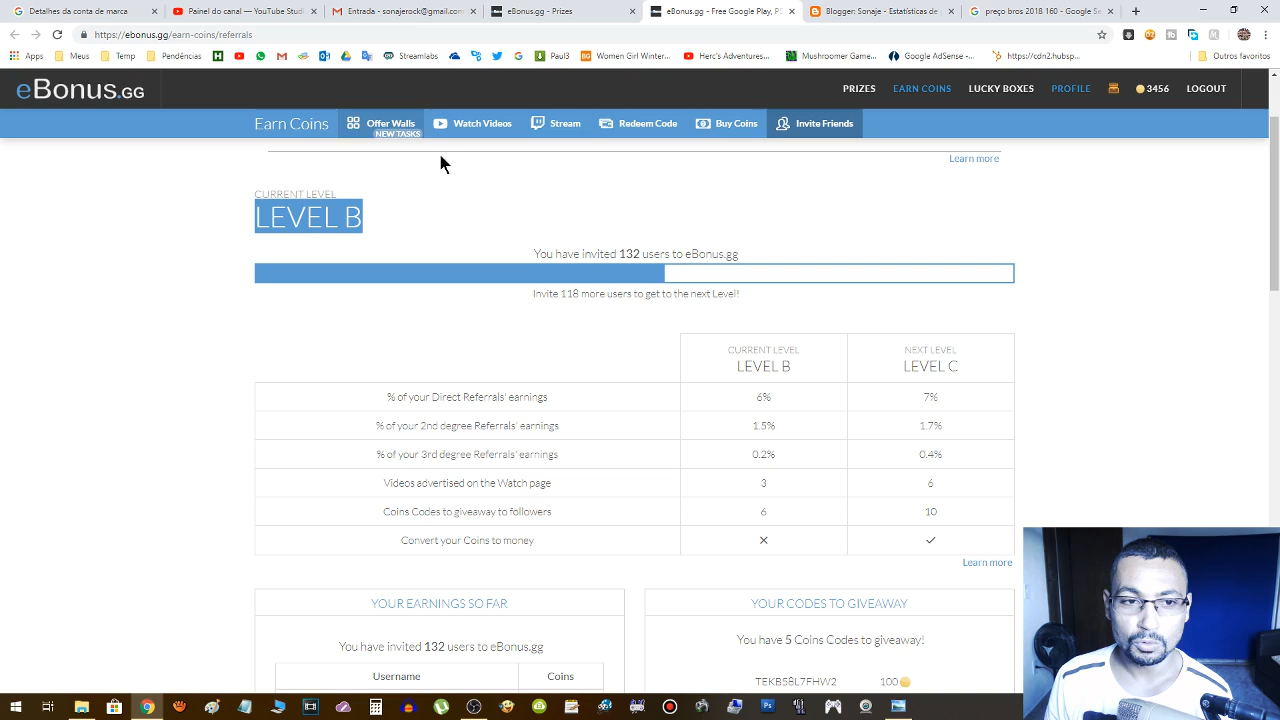 Detalhes da conta de marca
Painel do canal — YouTube Studi
Entrada - sonajerock@gmail.com
eBonus.gg - Prizes
eBonus.gg - Free Google Play, PS
Blogger: Sonaje - Estatísticas de
preço bros 2018 160 - Google Se
https://ebonus.gg/earn-coins/referrals
Apps
Meus
Temp
Pendências
Streamlabs
Paul3
Women Girl Winter...
Herc's Adventures...
Mushroomer Game...
Google AdSense -...
https://cdn2.hubsp...
Outros favoritos
eBonus.GG
PRIZES
EARN COINS
LUCKY BOXES
PROFILE
3456
LOGOUT
Earn Coins
Offer Walls
NEW TASKS
Watch Videos
Stream
Redeem Code
Buy Coins
Invite Friends
Learn more
CURRENT LEVEL
LEVEL B
You have invited 132 users to eBonus.gg
Invite 118 more users to get to the next Level!
CURRENT LEVEL NEXT LEVEL
LEVEL B LEVEL C
% of your Direct Referrals' earnings 6% 7%
% of your 2nd degree Referrals' earnings 1.5% 1.7%
% of your 3rd degree Referrals' earnings 0.2% 0.4%
Videos advertised on the Watch page 3 6
Coins Codes to giveaway to followers 6 10
Convert your Coins to money
Learn more
YOUR EARNINGS SO FAR
You have invited 132 users to eBonus.gg
Username Coins
YOUR CODES TO GIVEAWAY
You have 5 Coins Codes to giveaway!
TEKB58L7FHW2 100